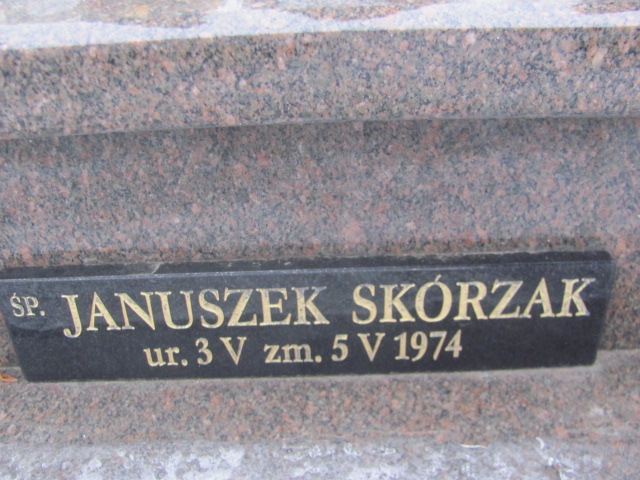 ŚP. JANUSZEK SKÓRZAK
ur. 3 V zm. 5 V 1974